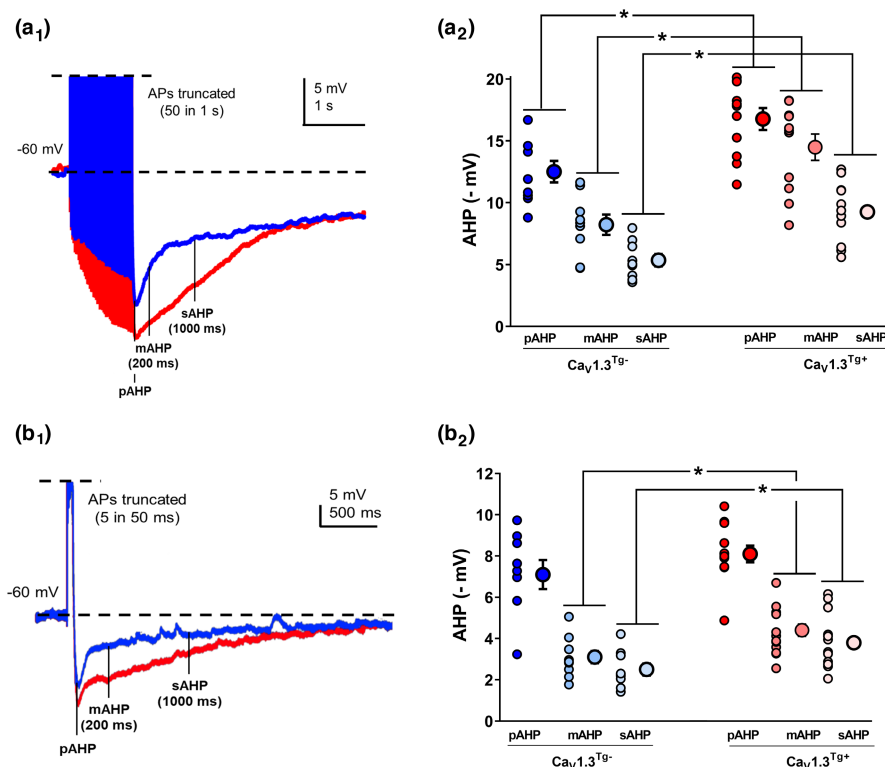 (a₁)
APs truncated
(50 in 1 s)
5 mV
1 s
-60 mV
sAHP
(1000 ms)
mAHP
(200 ms)
pAHP
(a₂)
*
*
*
AHP (- mV)
20
15
10
5
0
pAHP mAHP sAHP pAHP mAHP sAHP
CaV1.3Tg- CaV1.3Tg+
(b₁)
APs truncated
(5 in 50 ms)
5 mV
500 ms
-60 mV
sAHP
(1000 ms)
mAHP
(200 ms)
pAHP
(b₂)
*
*
AHP (- mV)
12
10
8
6
4
2
0
pAHP mAHP sAHP pAHP mAHP sAHP
CaV1.3Tg- CaV1.3Tg+